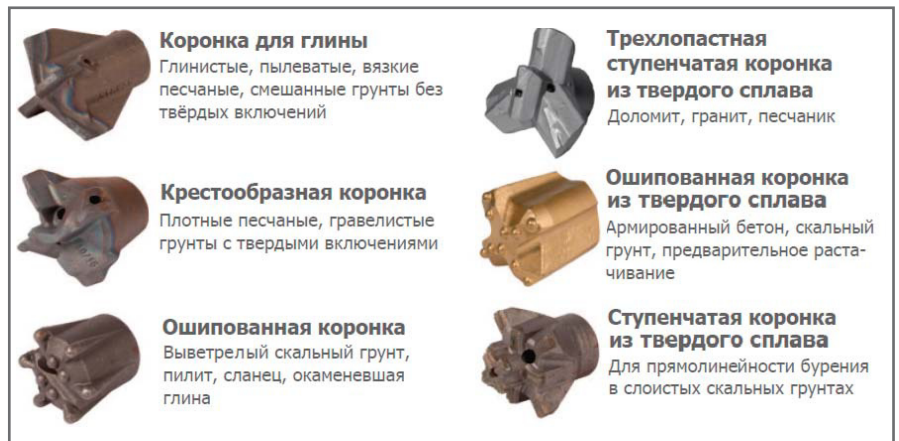 Коронка для глины
Глинистые, пылеватые, вязкие
песчаные, смешанные грунты без
твёрдых включений
Крестообразная коронка
Плотные песчаные, гравелистые
грунты с твердыми включениями
Ошипованная коронка
Выветрелый скальный грунт,
пилит, сланец, окаменевшая
глина
Трехлопастная
ступенчатая коронка
из твердого сплава
Доломит, гранит, песчаник
Ошипованная коронка
из твердого сплава
Армированный бетон, скальный
грунт, предварительное раста-
чивание
Ступенчатая коронка
из твердого сплава
Для прямолинейности бурения
в слоистых скальных грунтах